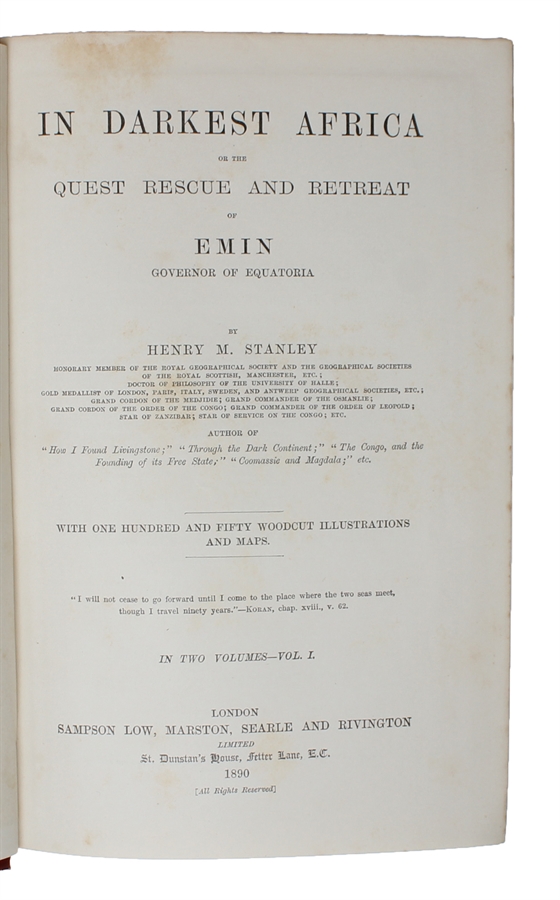 IN DARKEST AFRICA
OR THE
QUEST RESCUE AND RETREAT
OF
EMIN
GOVERNOR OF EQUATORIA
BY
HENRY M. STANLEY
HONORARY MEMBER OF THE ROYAL GEOGRAPHICAL SOCIETY AND THE GEOGRAPHICAL SOCIETIES
OF THE ROYAL SCOTTISH, MANCHESTER, ETC.;
DOCTOR OF PHILOSOPHY OF THE UNIVERSITY OF HALLE;
GOLD MEDALLIST OF LONDON, PARIS, ITALY, SWEDEN, AND ANTWERP GEOGRAPHICAL SOCIETIES, ETC.;
GRAND CORDON OF THE MEDJIDIE; GRAND COMMANDER OF THE OSMANLIE;
GRAND CORDON OF THE ORDER OF THE CONGO; GRAND COMMANDER OF THE ORDER OF LEOPOLD;
STAR OF ZANZIBAR; STAR OF SERVICE ON THE CONGO; ETC.
AUTHOR OF
"How I Found Livingstone;" "Through the Dark Continent;" "The Congo, and the
Founding of its Free State;" "Coomassie and Magdala;" etc.
WITH ONE HUNDRED AND FIFTY WOODCUT ILLUSTRATIONS
AND MAPS.
"I will not cease to go forward until I come to the place where the two seas meet,
though I travel ninety years."—KORAN, chap. xviii., v. 62.
IN TWO VOLUMES—VOL. I.
LONDON
SAMPSON LOW, MARSTON, SEARLE AND RIVINGTON
LIMITED
St. Dunstan's House, Fetter Lane, E.C.
1890
[All Rights Reserved]